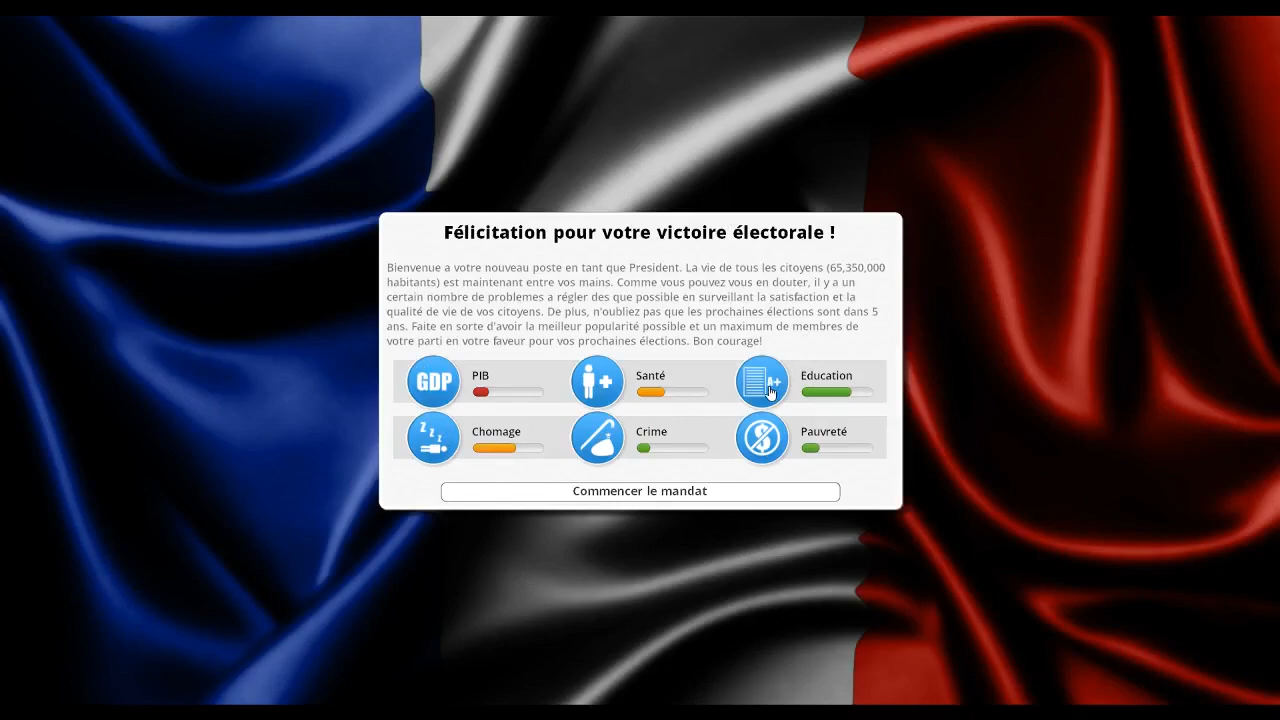 Félicitation pour votre victoire électorale !
Bienvenue a votre nouveau poste en tant que President. La vie de tous les citoyens (65,350,000
habitants) est maintenant entre vos mains. Comme vous pouvez vous en douter, il y a un
certain nombre de problemes a régler des que possible en surveillant la satisfaction et la
qualité de vie de vos citoyens. De plus, n'oubliez pas que les prochaines élections sont dans 5
ans. Faite en sorte d'avoir la meilleur popularité possible et un maximum de membres de
votre parti en votre faveur pour vos prochaines élections. Bon courage!
GDP PIB Santé A+ Education
zzz Chomage Crime $ Pauvreté
Commencer le mandat